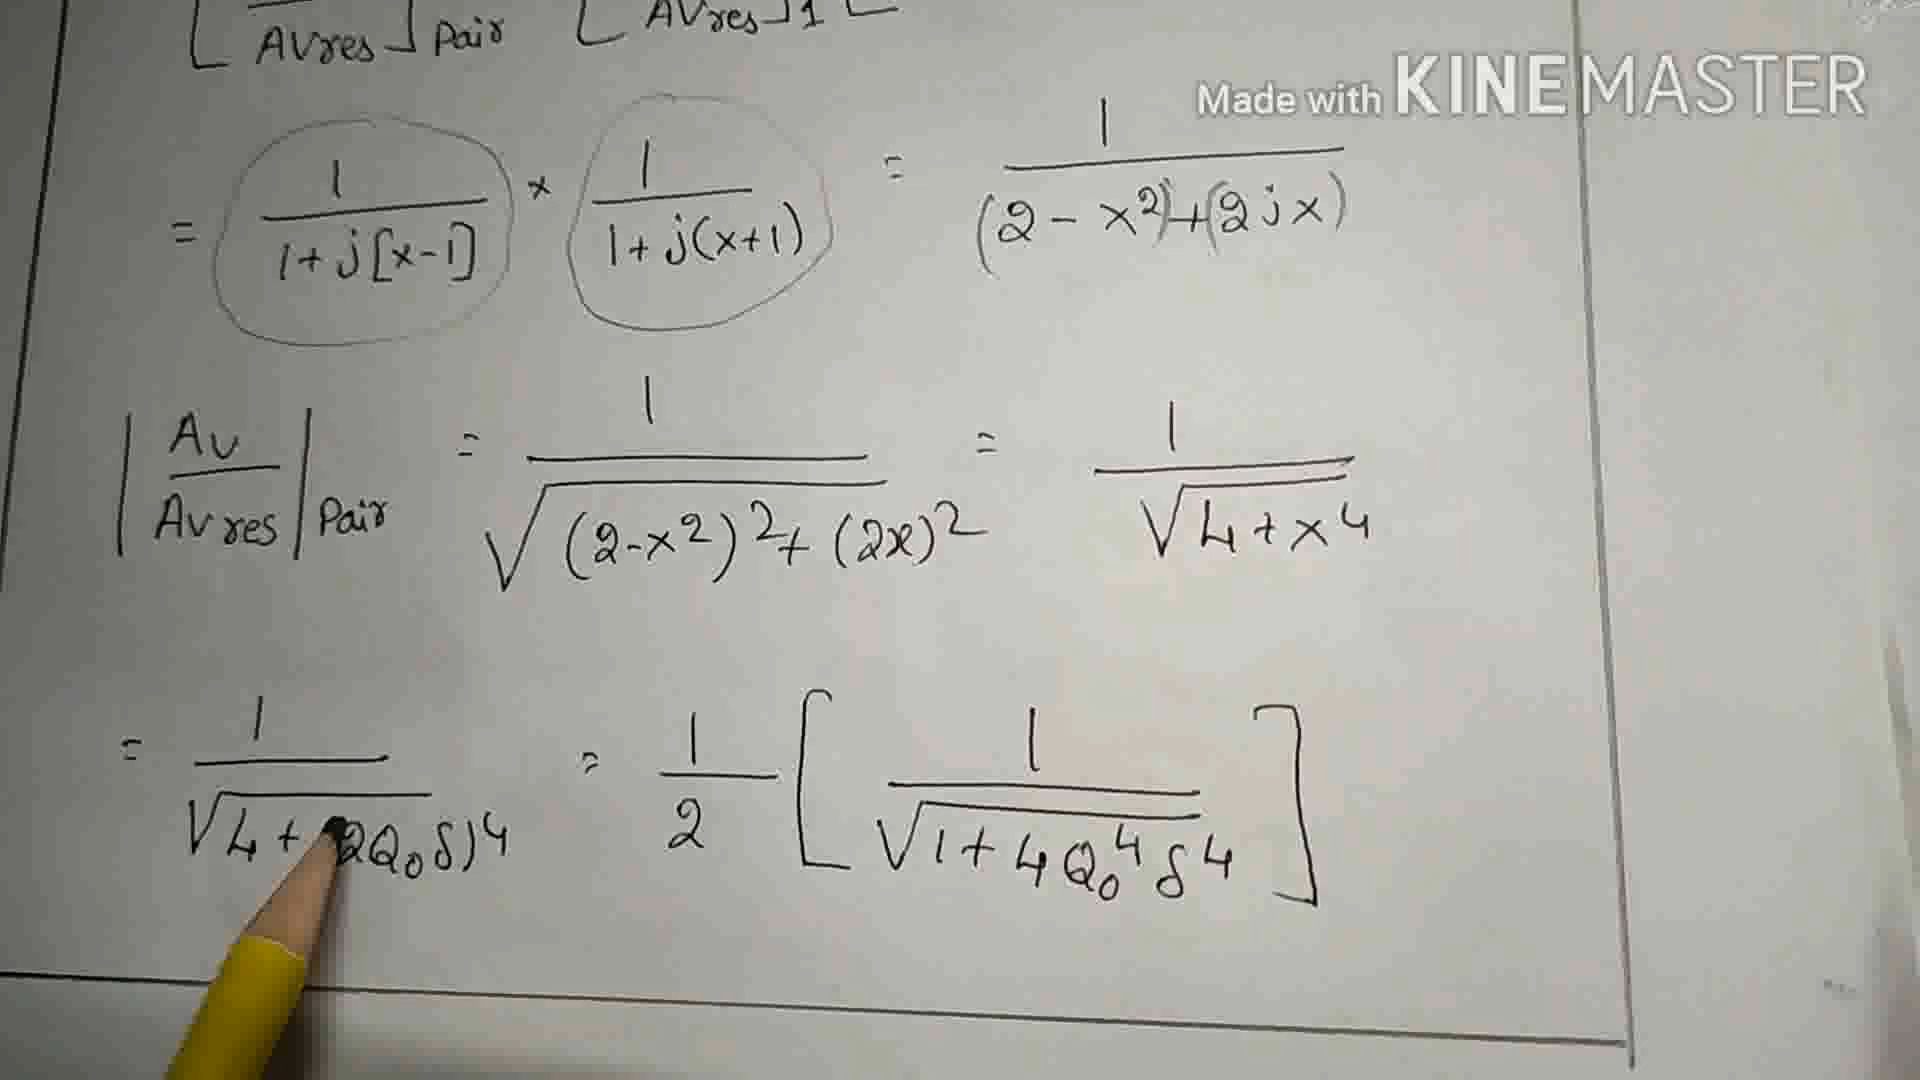 [AVres] Pair [AVres]1 [
Made with KINEMASTER
= 1/(1+j[x-1]) × 1/(1+j(x+1)) = 1/((2-x²)+(2jx))
|Av/Avres| Pair = 1/√((2-x²)²+(2x)²) = 1/√(4+x⁴)
= 1/√(4+2Q₀δ)⁴ = 1/2 [1/√(1+4Q₀⁴δ⁴)]